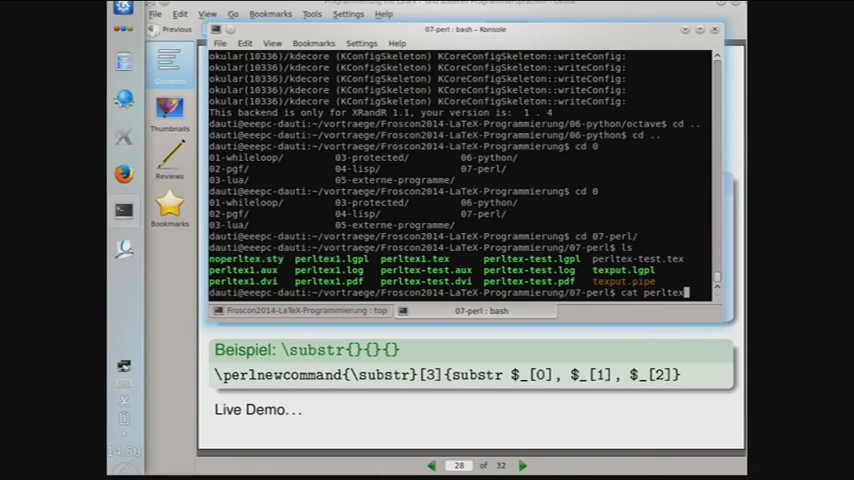 File Edit View Go Bookmarks Tools Settings Help
Previous
07-perl : bash – Konsole
File Edit View Bookmarks Settings Help
okular(10336)/kdecore (KConfigSkeleton) KCoreConfigSkeleton::writeConfig:
okular(10336)/kdecore (KConfigSkeleton) KCoreConfigSkeleton::writeConfig:
okular(10336)/kdecore (KConfigSkeleton) KCoreConfigSkeleton::writeConfig:
okular(10336)/kdecore (KConfigSkeleton) KCoreConfigSkeleton::writeConfig:
okular(10336)/kdecore (KConfigSkeleton) KCoreConfigSkeleton::writeConfig:
This backend is only for XRandR 1.1, your version is: 1 . 4
dauti@eeepc-dauti:~/vortraege/Froscon2014-LaTeX-Programmierung/06-python/octave$ cd ..
dauti@eeepc-dauti:~/vortraege/Froscon2014-LaTeX-Programmierung/06-python$ cd ..
dauti@eeepc-dauti:~/vortraege/Froscon2014-LaTeX-Programmierung$ cd 0
01-whileloop/ 03-protected/ 06-python/
02-pgf/ 04-lisp/ 07-perl/
03-lua/ 05-externe-programme/
dauti@eeepc-dauti:~/vortraege/Froscon2014-LaTeX-Programmierung$ cd 0
01-whileloop/ 03-protected/ 06-python/
02-pgf/ 04-lisp/ 07-perl/
03-lua/ 05-externe-programme/
dauti@eeepc-dauti:~/vortraege/Froscon2014-LaTeX-Programmierung$ cd 07-perl/
dauti@eeepc-dauti:~/vortraege/Froscon2014-LaTeX-Programmierung/07-perl$ ls
noperltex.sty perltex1.lgpl perltex1.tex perltex-test.lgpl perltex-test.tex
perltex1.aux perltex1.log perltex-test.aux perltex-test.log texput.lgpl
perltex1.dvi perltex1.pdf perltex-test.dvi perltex-test.pdf texput.pipe
dauti@eeepc-dauti:~/vortraege/Froscon2014-LaTeX-Programmierung/07-perl$ cat perltex
Froscon2014-LaTeX-Programmierung : top
07-perl : bash
Contents
Thumbnails
Reviews
Bookmarks
Beispiel: \substr{}{}{}
\perlnewcommand{\substr}[3]{substr $_[0], $_[1], $_[2]}
Live Demo...
14:50
28 of 32